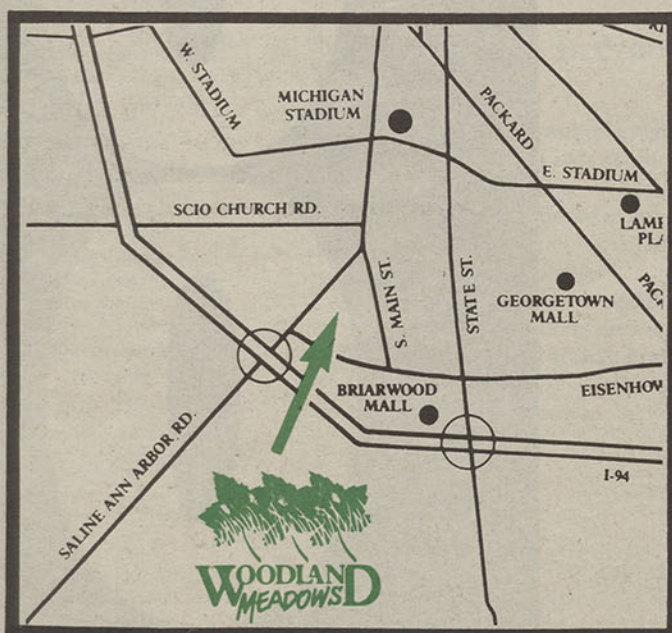 W. STADIUM
MICHIGAN
STADIUM
PACKARD
E. STADIUM
SCIO CHURCH RD.
S. MAIN ST.
STATE ST.
GEORGETOWN
MALL
BRIARWOOD
MALL
SALINE ANN ARBOR RD.
I-94
WOODLAND
MEADOWS